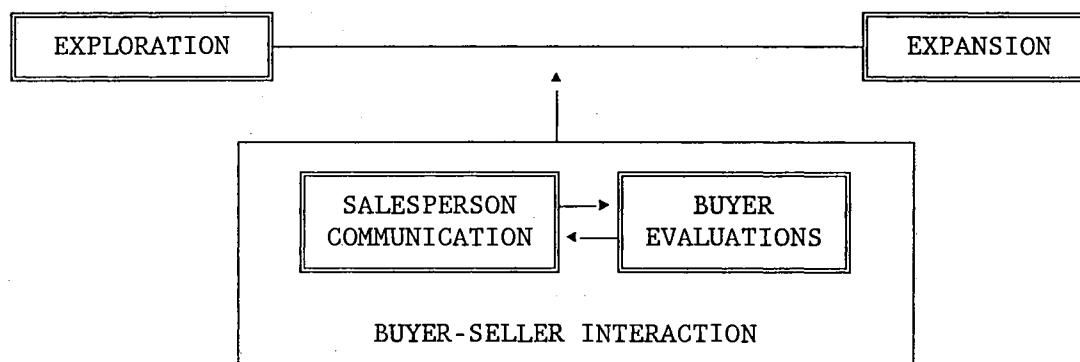 EXPLORATION
EXPANSION
SALESPERSON
COMMUNICATION
BUYER
EVALUATIONS
BUYER-SELLER INTERACTION